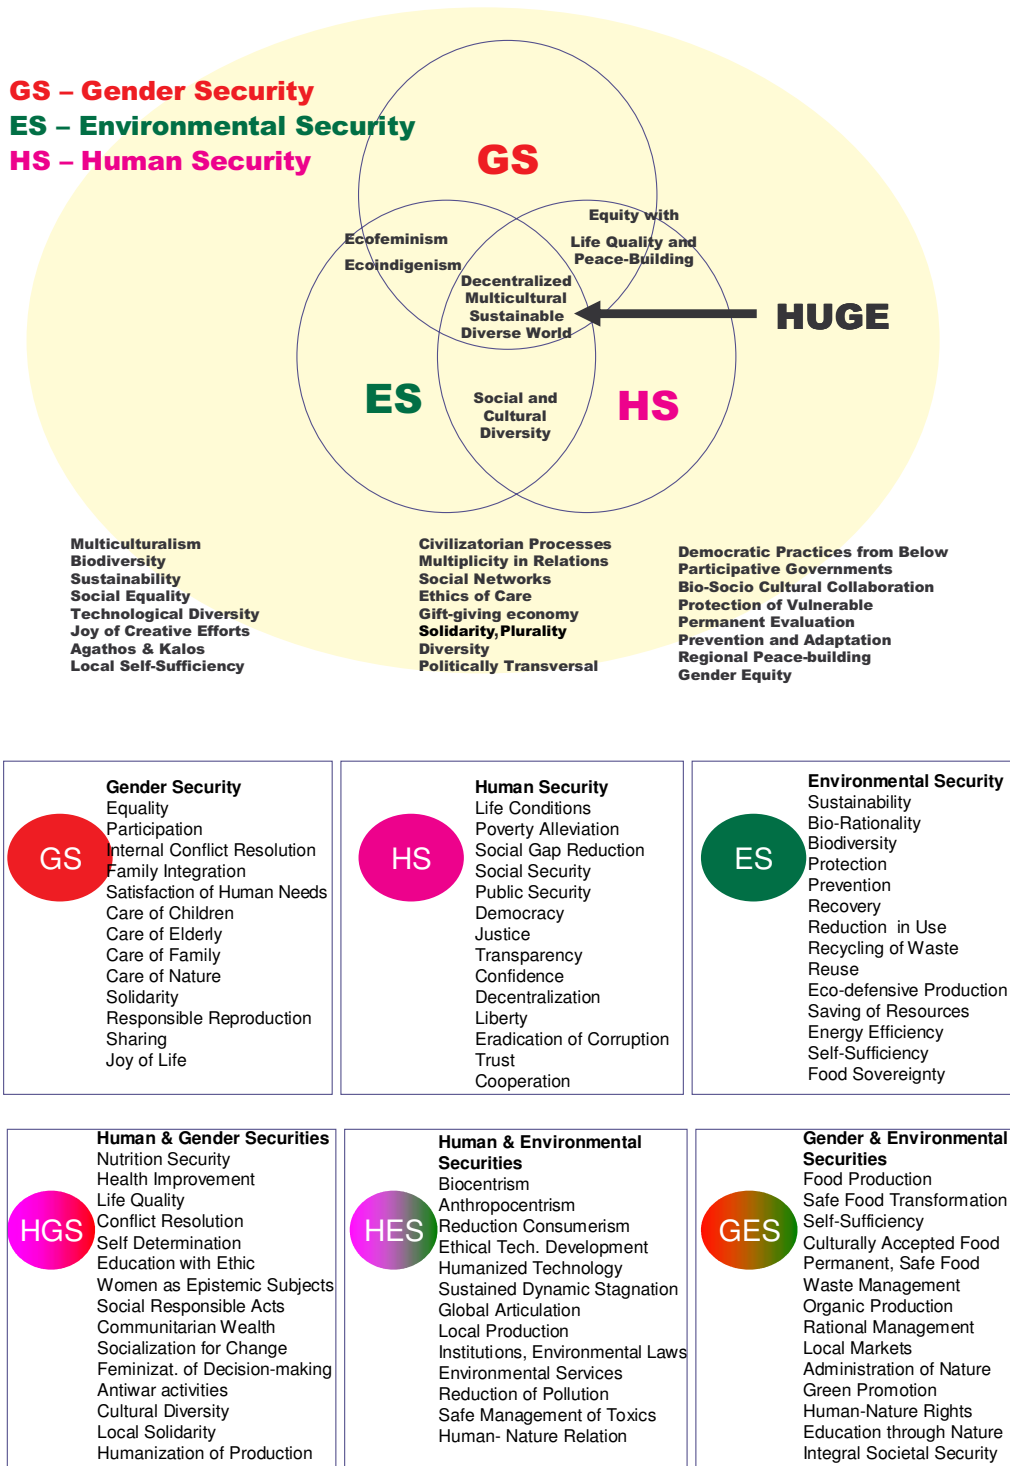 GS – Gender Security
ES – Environmental Security
HS – Human Security
GS
Equity with
Life Quality and
Peace-Building
Ecofeminism
Ecoindigenism
Decentralized
Multicultural
Sustainable
Diverse World
HUGE
ES
Social and
Cultural
Diversity
HS
Multiculturalism
Biodiversity
Sustainability
Social Equality
Technological Diversity
Joy of Creative Efforts
Agathos & Kalos
Local Self-Sufficiency
Civilizatorian Processes
Multiplicity in Relations
Social Networks
Ethics of Care
Gift-giving economy
Solidarity,Plurality
Diversity
Politically Transversal
Democratic Practices from Below
Participative Governments
Bio-Socio Cultural Collaboration
Protection of Vulnerable
Permanent Evaluation
Prevention and Adaptation
Regional Peace-building
Gender Equity
GS
Gender Security
Equality
Participation
Internal Conflict Resolution
Family Integration
Satisfaction of Human Needs
Care of Children
Care of Elderly
Care of Family
Care of Nature
Solidarity
Responsible Reproduction
Sharing
Joy of Life
HS
Human Security
Life Conditions
Poverty Alleviation
Social Gap Reduction
Social Security
Public Security
Democracy
Justice
Transparency
Confidence
Decentralization
Liberty
Eradication of Corruption
Trust
Cooperation
ES
Environmental Security
Sustainability
Bio-Rationality
Biodiversity
Protection
Prevention
Recovery
Reduction in Use
Recycling of Waste
Reuse
Eco-defensive Production
Saving of Resources
Energy Efficiency
Self-Sufficiency
Food Sovereignty
HGS
Human & Gender Securities
Nutrition Security
Health Improvement
Life Quality
Conflict Resolution
Self Determination
Education with Ethic
Women as Epistemic Subjects
Social Responsible Acts
Communitarian Wealth
Socialization for Change
Feminizat. of Decision-making
Antiwar activities
Cultural Diversity
Local Solidarity
Humanization of Production
HES
Human & Environmental
Securities
Biocentrism
Anthropocentrism
Reduction Consumerism
Ethical Tech. Development
Humanized Technology
Sustained Dynamic Stagnation
Global Articulation
Local Production
Institutions, Environmental Laws
Environmental Services
Reduction of Pollution
Safe Management of Toxics
Human- Nature Relation
GES
Gender & Environmental
Securities
Food Production
Safe Food Transformation
Self-Sufficiency
Culturally Accepted Food
Permanent, Safe Food
Waste Management
Organic Production
Rational Management
Local Markets
Administration of Nature
Green Promotion
Human-Nature Rights
Education through Nature
Integral Societal Security